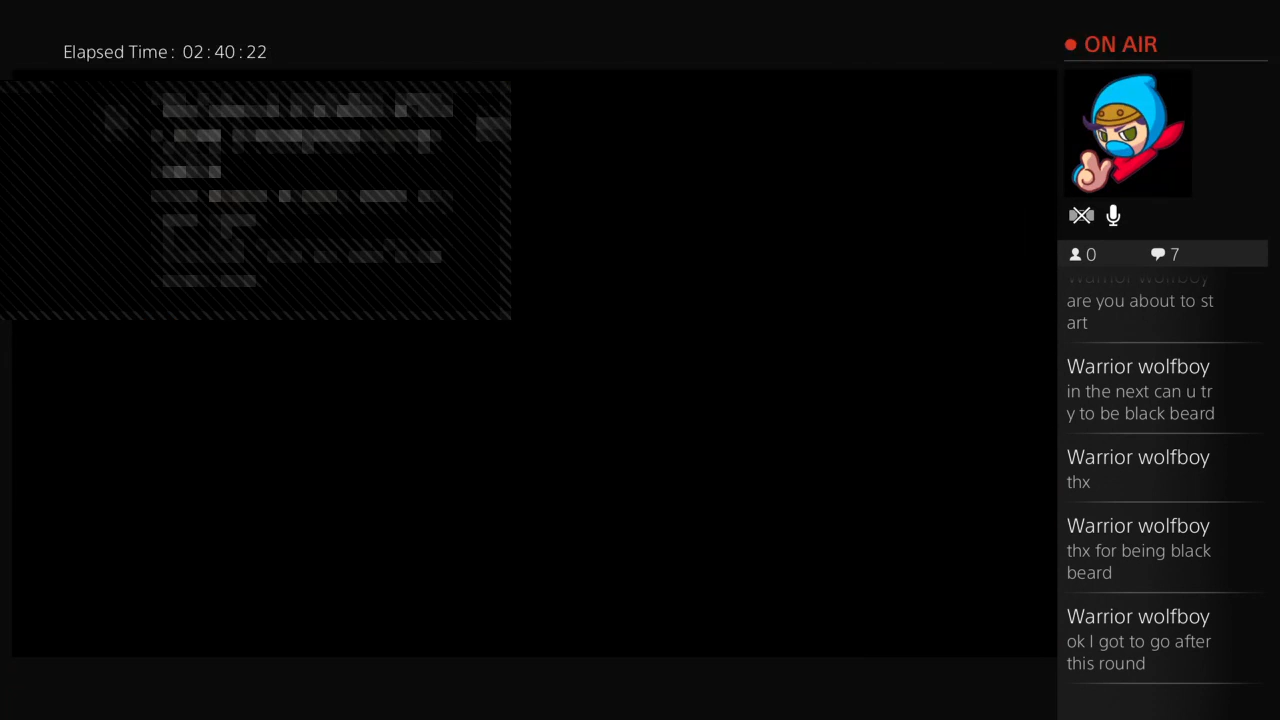 Elapsed Time: 02:40:22
ON AIR
0 7
Warrior wolfboy
are you about to st
art
Warrior wolfboy
in the next can u tr
y to be black beard
Warrior wolfboy
thx
Warrior wolfboy
thx for being black
beard
Warrior wolfboy
ok I got to go after
this round